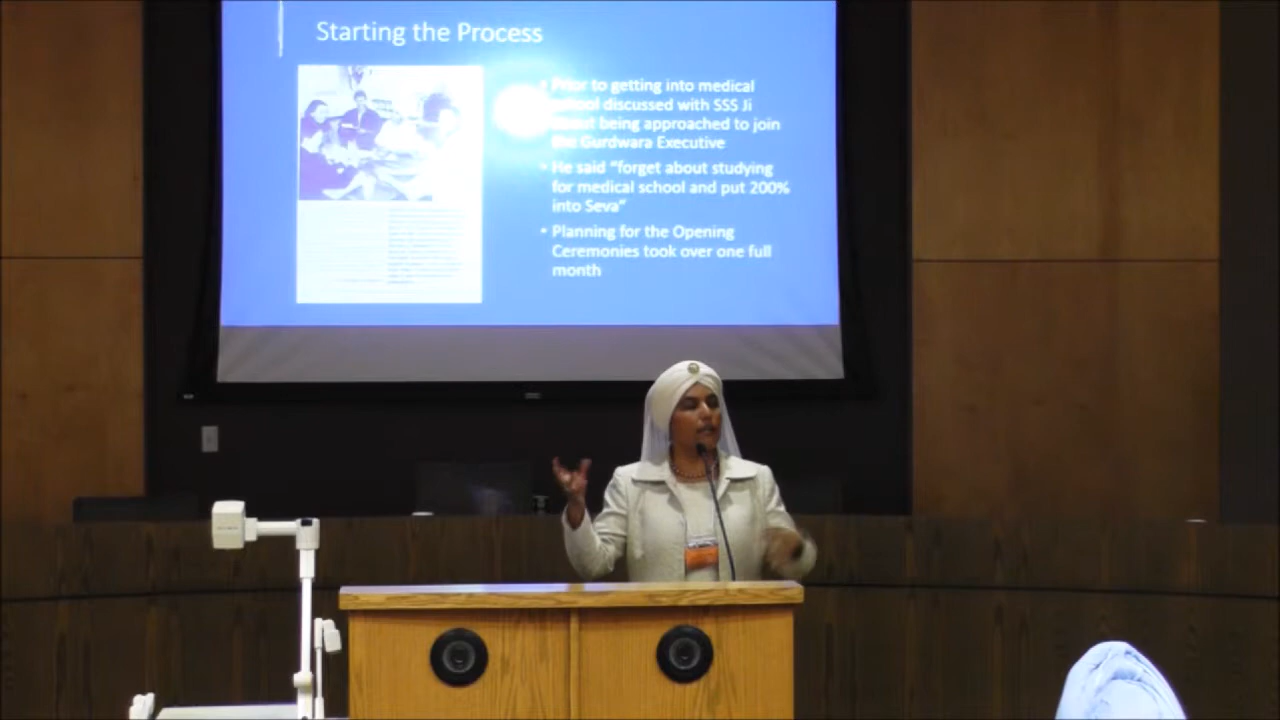 Starting the Process
• Prior to getting into medical
school discussed with SSS Ji
about being approached to join
the Gurdwara Executive
• He said "forget about studying
for medical school and put 200%
into Seva"
• Planning for the Opening
Ceremonies took over one full
month